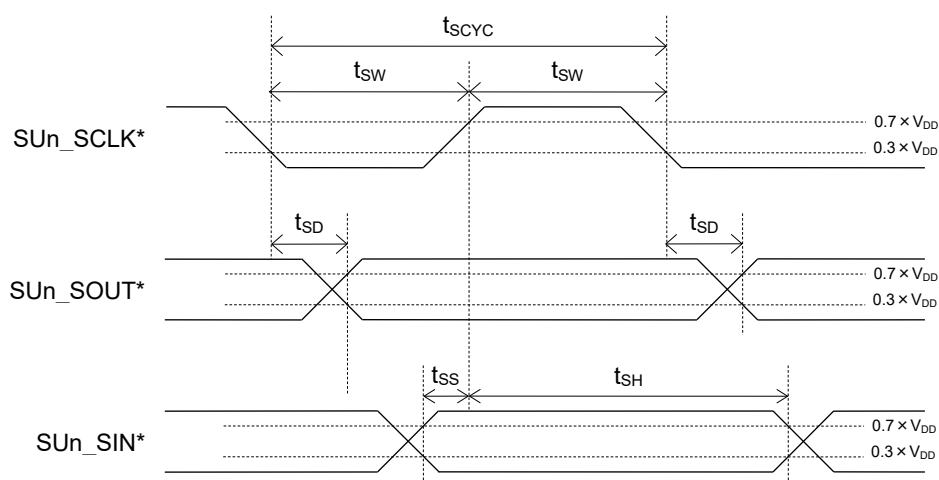 tSCYC
tSW tSW
SUn_SCLK*
0.7 × VDD
0.3 × VDD
tSD tSD
SUn_SOUT*
0.7 × VDD
0.3 × VDD
tSS tSH
SUn_SIN*
0.7 × VDD
0.3 × VDD